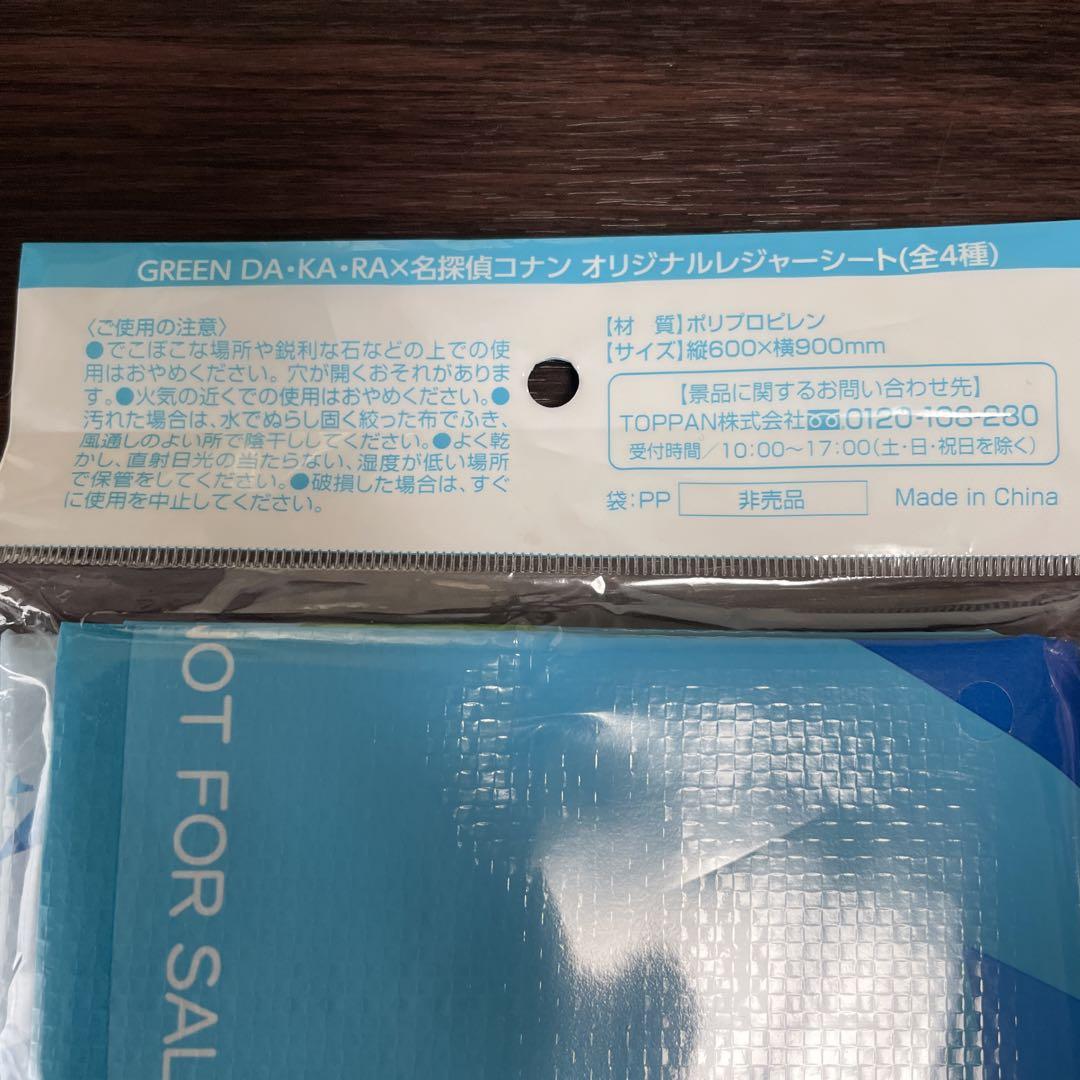 GREEN DA・KA・RA×名探偵コナン オリジナルレジャーシート(全4種)
〈ご使用の注意〉
●でこぼこな場所や鋭利な石などの上での使
用はおやめください。穴が開くおそれがありま
す。●火気の近くでの使用はおやめください。●
汚れた場合は、水でぬらし固く絞った布でふき、
風通しのよい所で陰干ししてください。●よく乾
かし、直射日光の当たらない、湿度が低い場所
で保管をしてください。●破損した場合は、すぐ
に使用を中止してください。
【材　質】ポリプロピレン
【サイズ】縦600×横900mm
【景品に関するお問い合わせ先】
TOPPAN株式会社 0120-108-280
受付時間／10:00〜17:00(土・日・祝日を除く)
袋:PP 非売品 Made in China
NOT FOR SAL